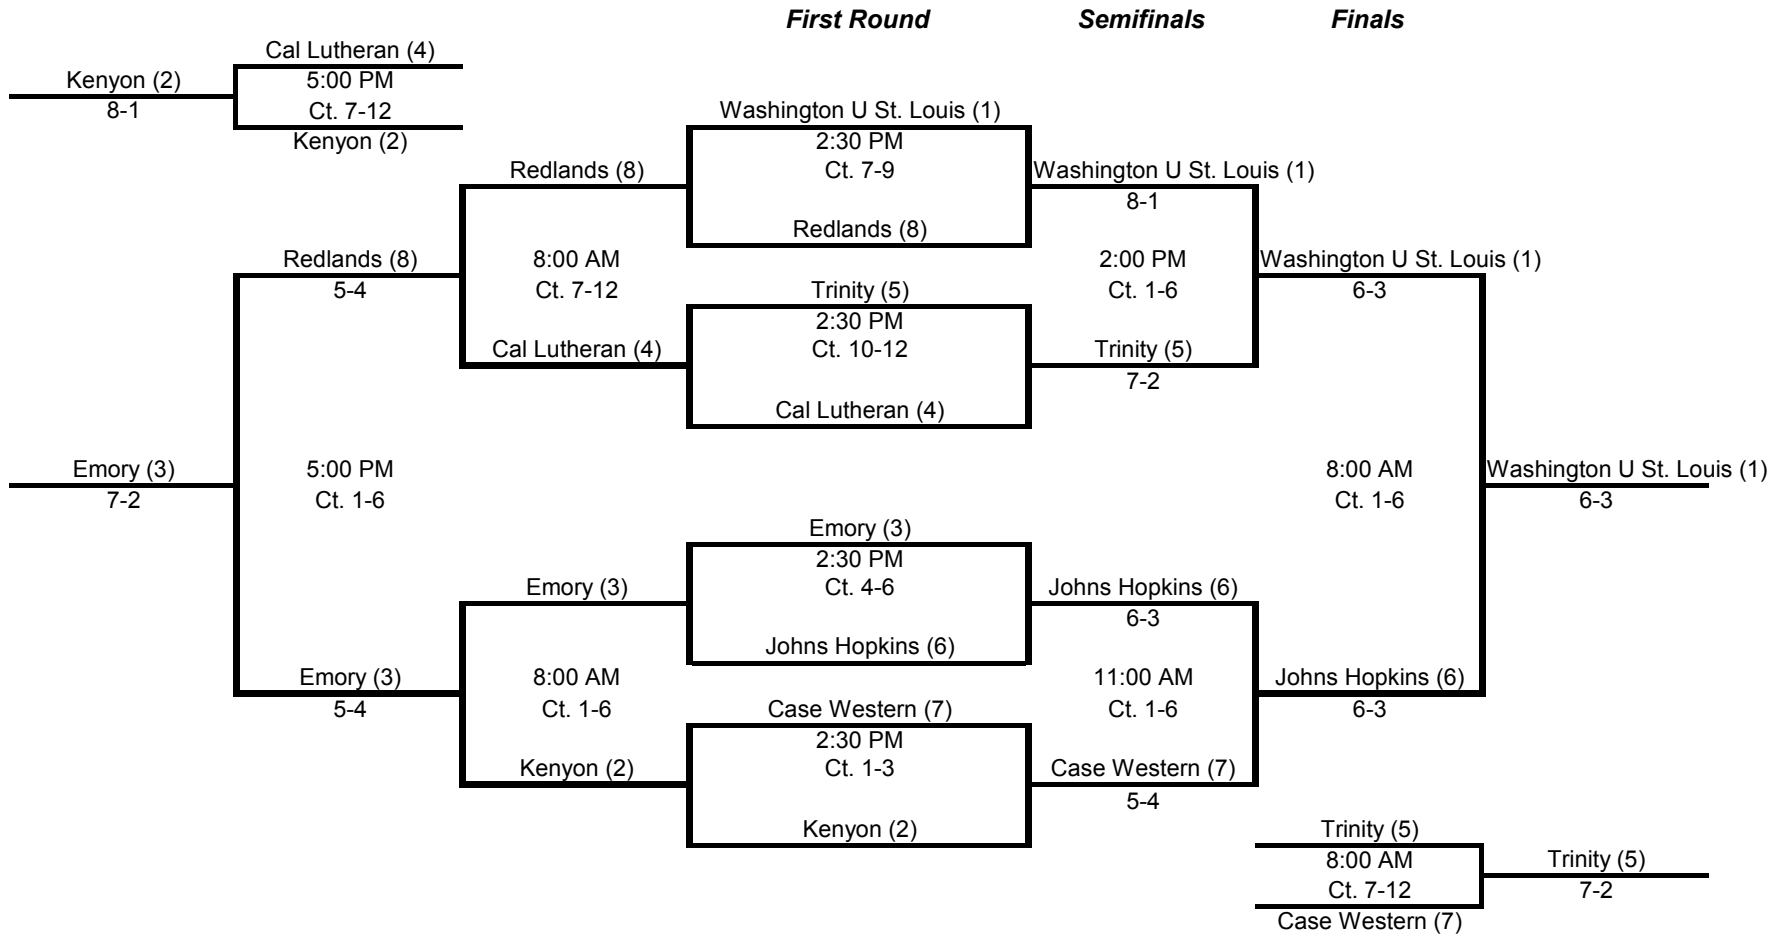 First Round Semifinals Finals
Cal Lutheran (4)
Kenyon (2) 5:00 PM
8-1 Ct. 7-12 Washington U St. Louis (1)
Kenyon (2) 2:30 PM
Redlands (8) Ct. 7-9 Washington U St. Louis (1)
8-1
Redlands (8)
Redlands (8) 8:00 AM 2:00 PM Washington U St. Louis (1)
5-4 Ct. 7-12 Trinity (5) Ct. 1-6 6-3
2:30 PM
Cal Lutheran (4) Ct. 10-12 Trinity (5)
7-2
Cal Lutheran (4)
Emory (3) 5:00 PM 8:00 AM Washington U St. Louis (1)
7-2 Ct. 1-6 Ct. 1-6 6-3
Emory (3)
2:30 PM
Emory (3) Ct. 4-6 Johns Hopkins (6)
6-3
Johns Hopkins (6)
Emory (3) 8:00 AM 11:00 AM Johns Hopkins (6)
5-4 Ct. 1-6 Case Western (7) Ct. 1-6 6-3
2:30 PM
Kenyon (2) Ct. 1-3 Case Western (7)
5-4
Kenyon (2) Trinity (5)
8:00 AM Trinity (5)
Ct. 7-12 7-2
Case Western (7)